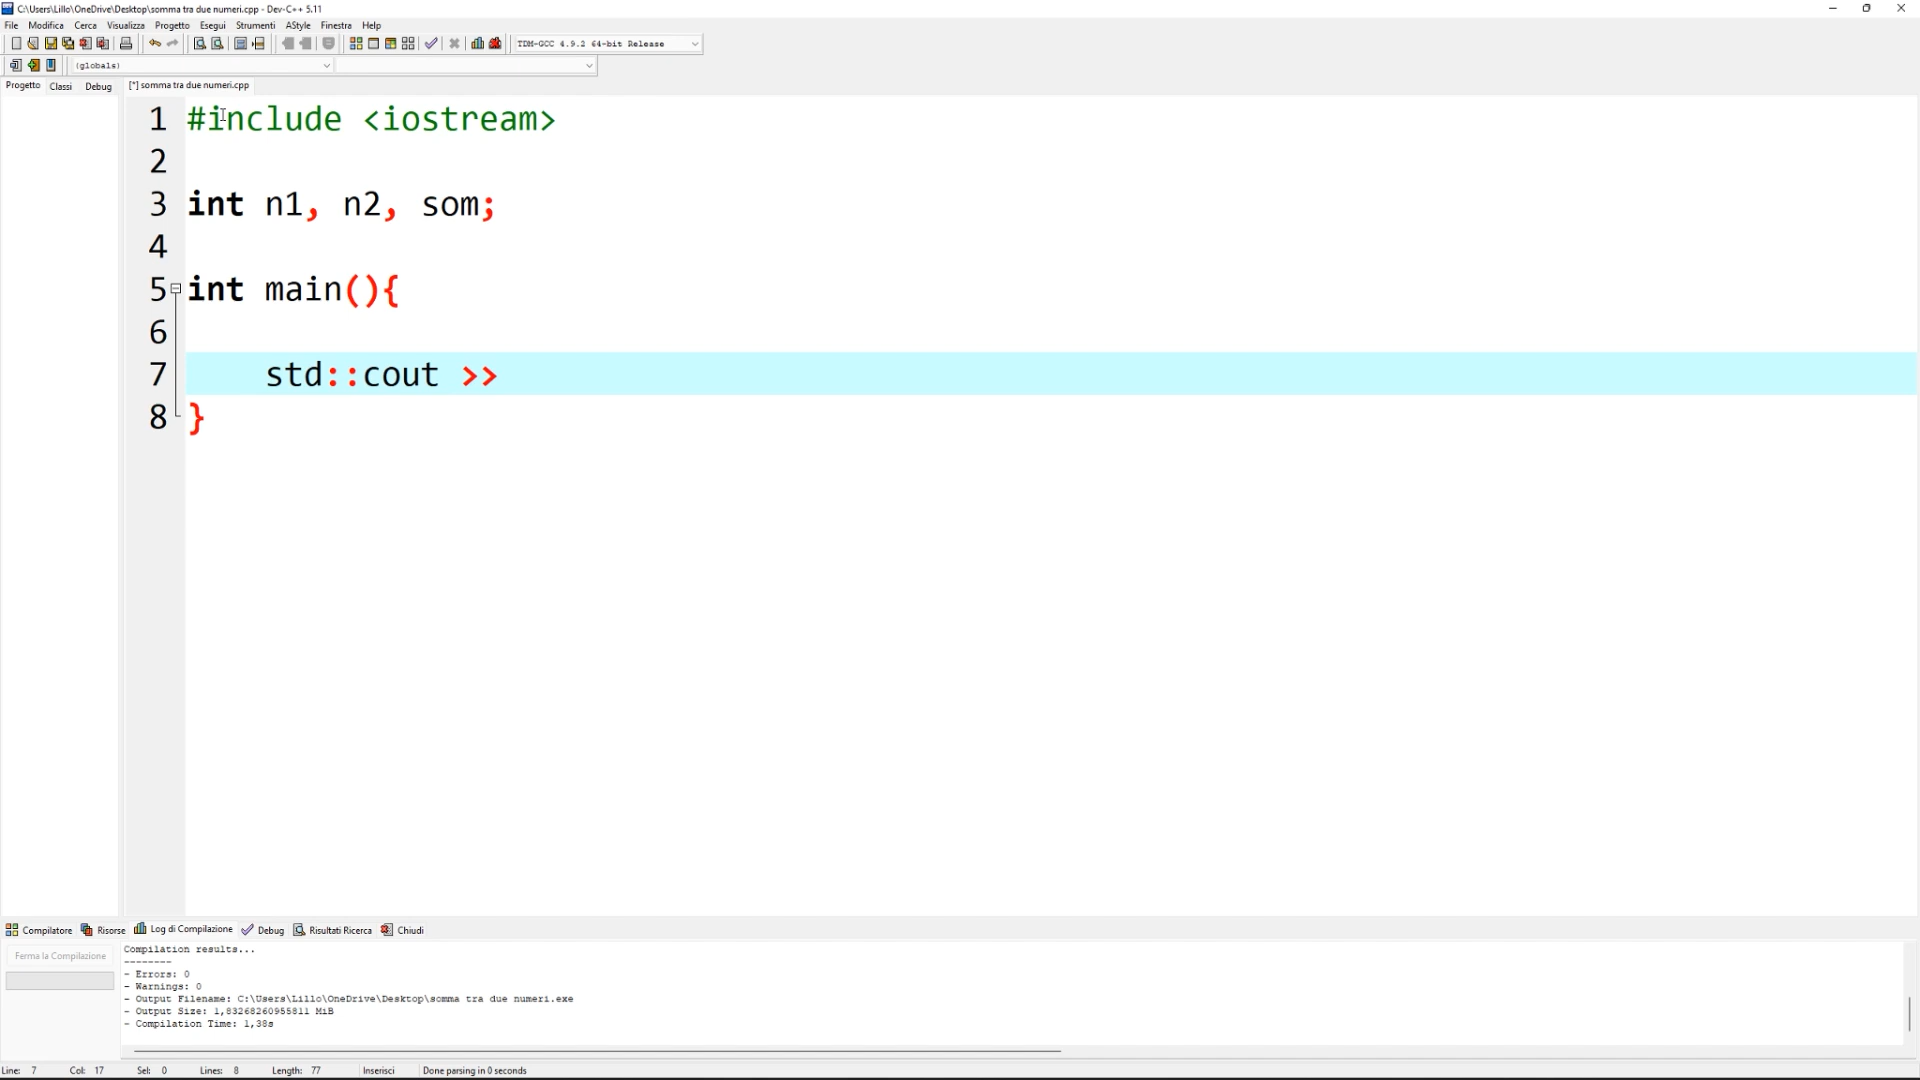 C:\Users\Lillo\OneDrive\Desktop\somma tra due numeri.cpp - Dev-C++ 5.11
File Modifica Cerca Visualizza Progetto Esegui Strumenti AStyle Finestra Help
TDM-GCC 4.9.2 64-bit Release
(globals)
Progetto Classi Debug [*] somma tra due numeri.cpp
1 #include <iostream>
2
3 int n1, n2, som;
4
5 int main(){
6
7 std::cout >>
8 }
Compilatore Risorse Log di Compilazione Debug Risultati Ricerca Chiudi
Ferma la Compilazione
Compilation results...
--------
- Errors: 0
- Warnings: 0
- Output Filename: C:\Users\Lillo\OneDrive\Desktop\somma tra due numeri.exe
- Output Size: 1,83268260955811 MiB
- Compilation Time: 1,38s
Line: 7 Col: 17 Sel: 0 Lines: 8 Length: 77 Inserisci Done parsing in 0 seconds